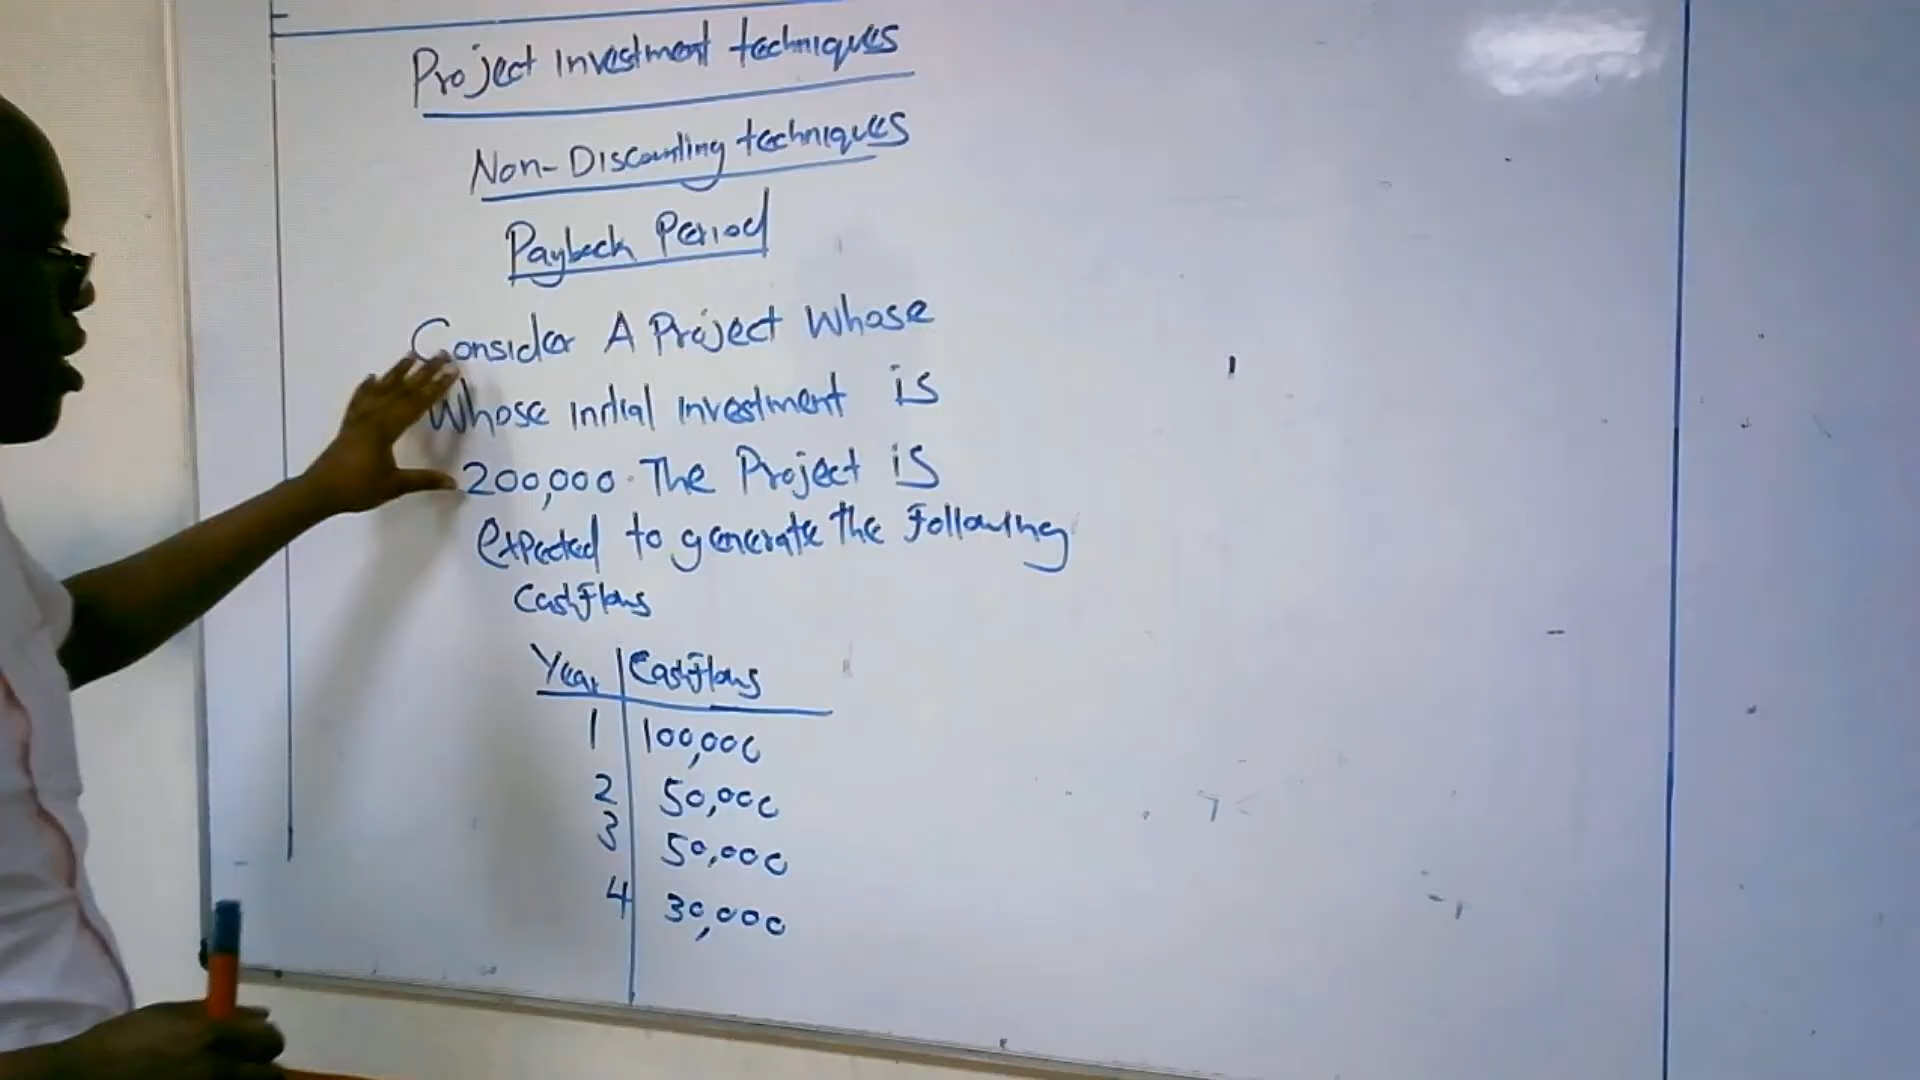 Project Investment techniques
Non-Discounting techniques
Payback Period
Consider A Project Whose
Whose initial investment is
200,000. The Project is
expected to generate the Following
Cashflows
Year Cashflows
1 100,000
2 50,000
3 50,000
4 30,000